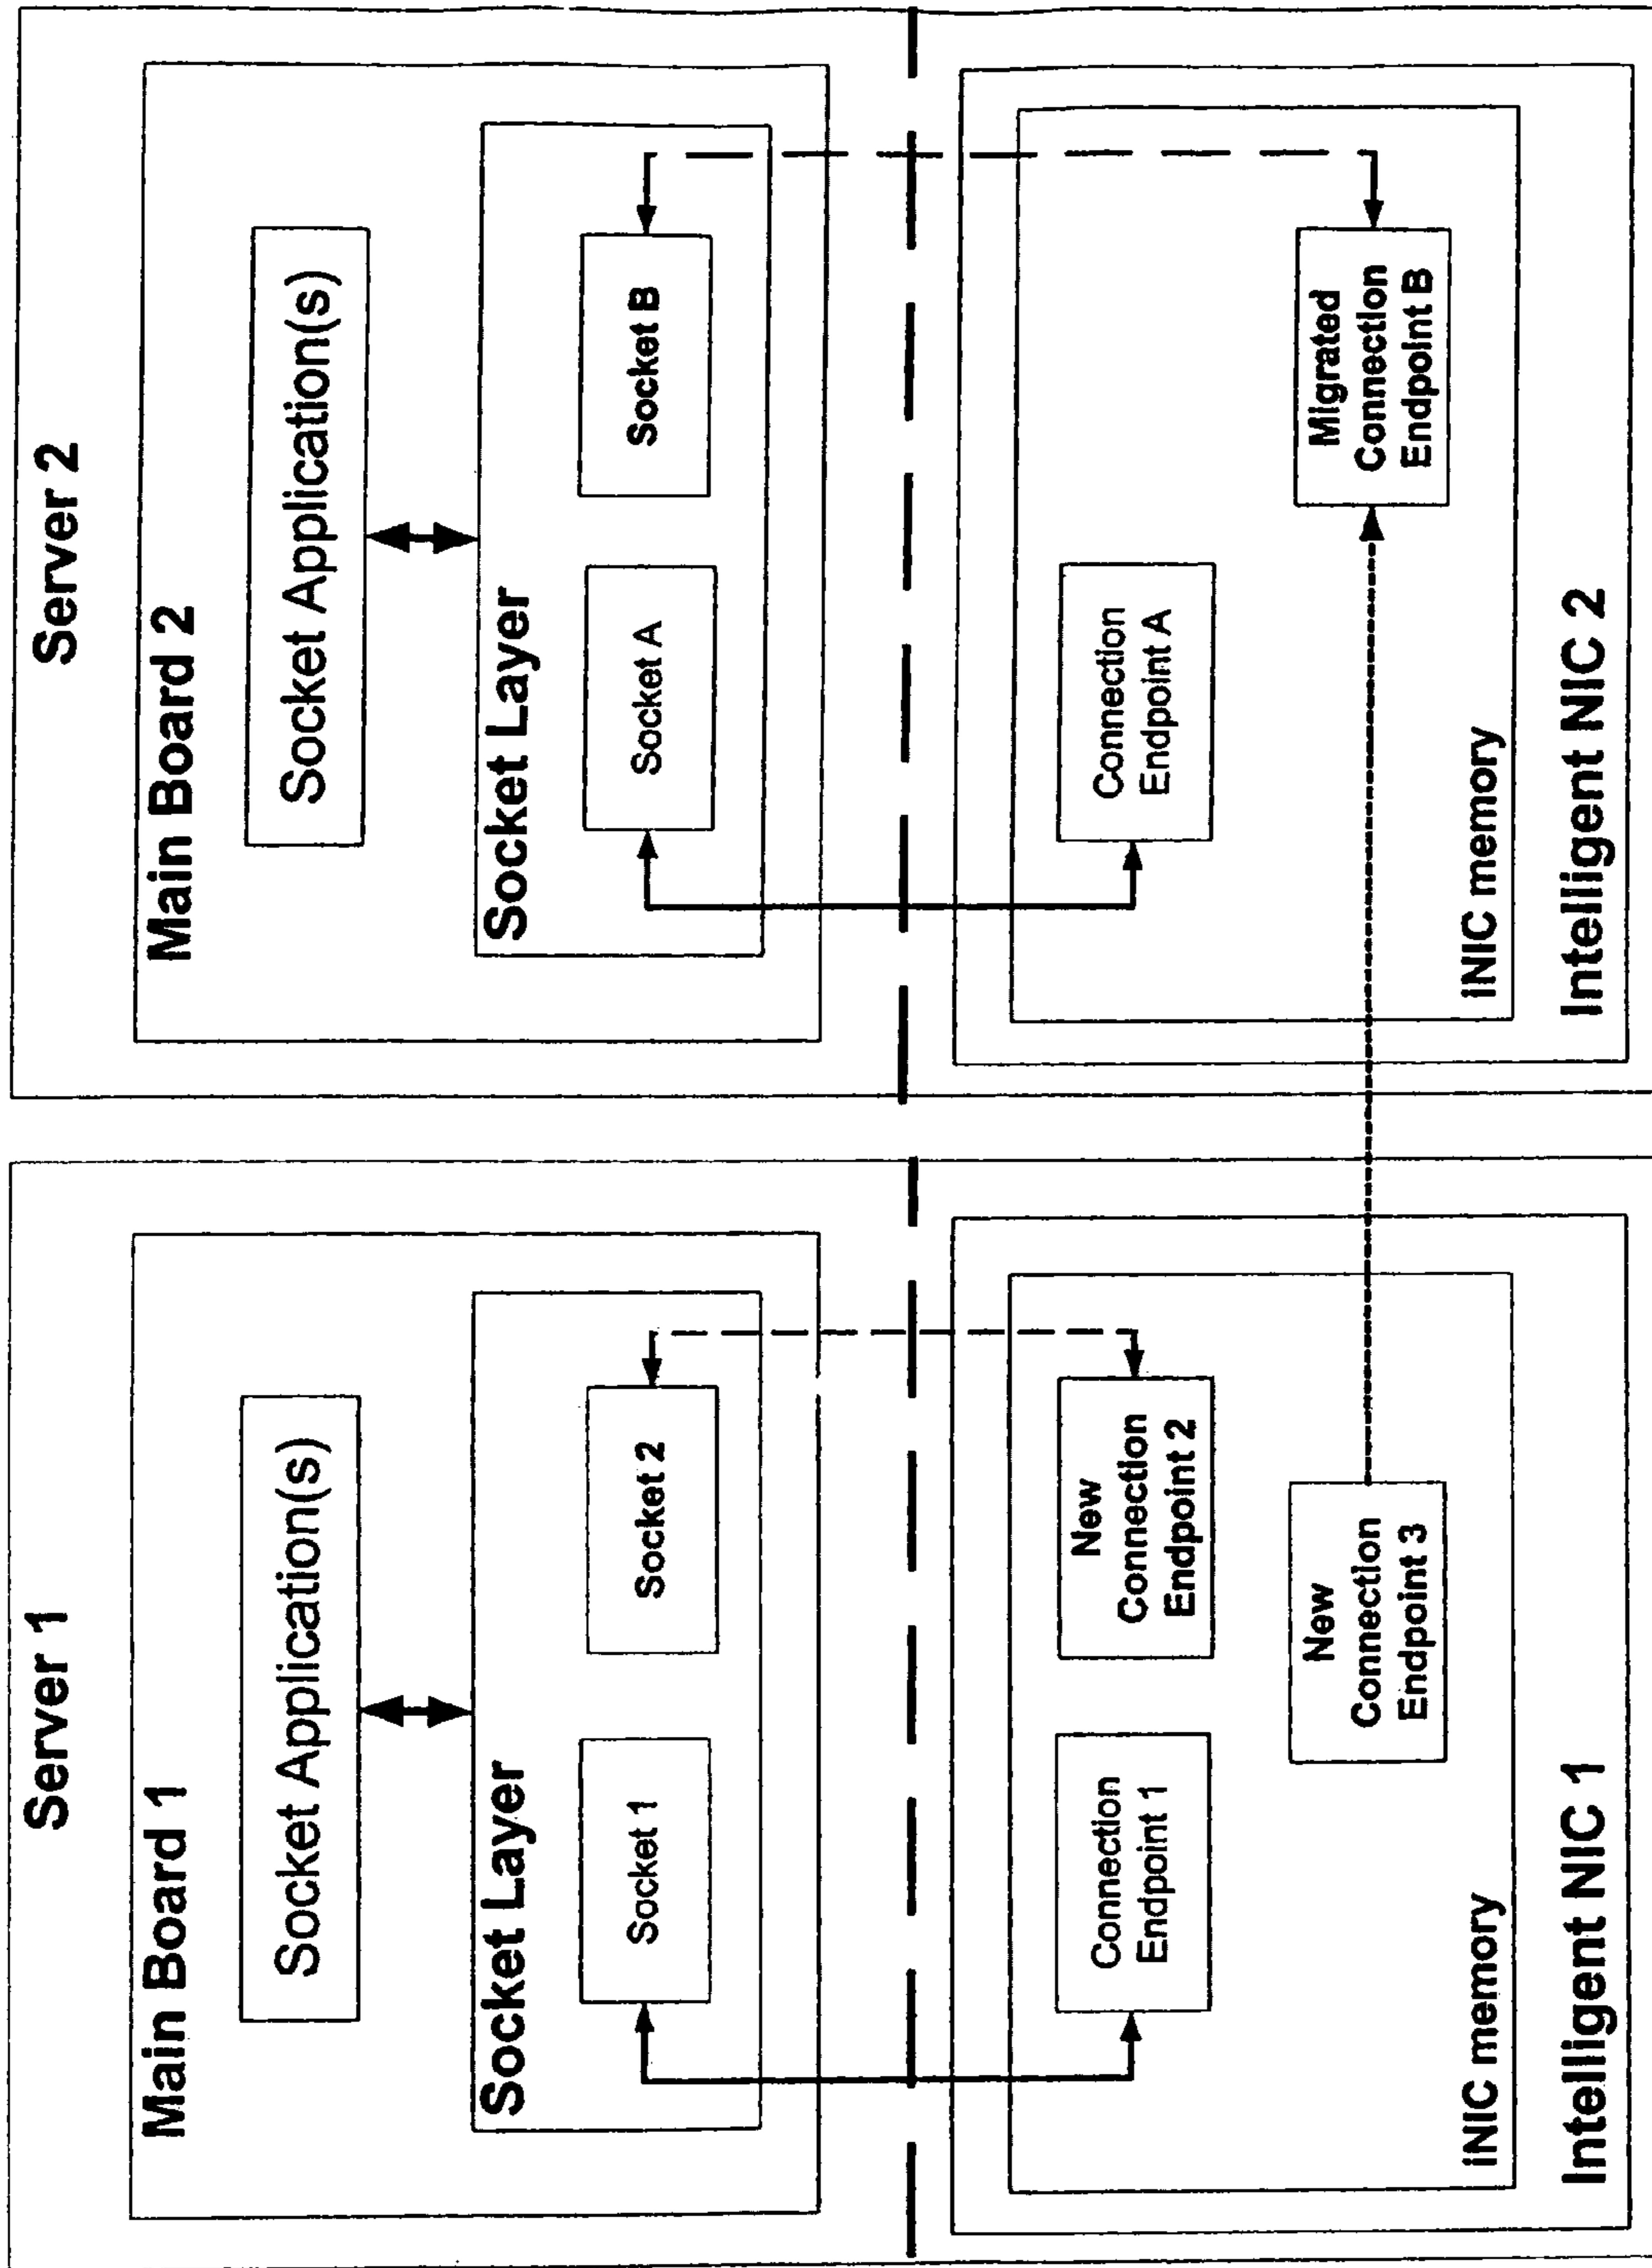 Server 1
Main Board 1
Socket Application(s)
Socket Layer
Socket 1
Socket 2
Connection
Endpoint 1
New
Connection
Endpoint 2
New
Connection
Endpoint 3
iNIC memory
Intelligent NIC 1
Server 2
Main Board 2
Socket Application(s)
Socket Layer
Socket A
Socket B
Connection
Endpoint A
Migrated
Connection
Endpoint B
iNIC memory
Intelligent NIC 2